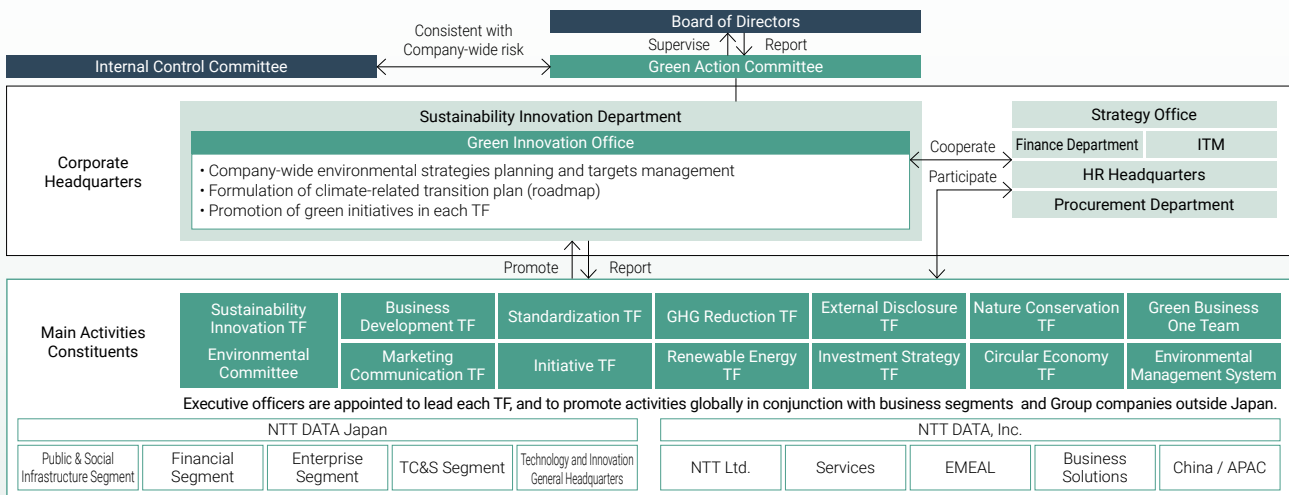 Board of Directors
Consistent with
Company-wide risk
Supervise
Report
Internal Control Committee
Green Action Committee
Corporate
Headquarters
Sustainability Innovation Department
Green Innovation Office
• Company-wide environmental strategies planning and targets management
• Formulation of climate-related transition plan (roadmap)
• Promotion of green initiatives in each TF
Cooperate
Participate
Strategy Office
Finance Department
ITM
HR Headquarters
Procurement Department
Promote
Report
Main Activities
Constituents
Sustainability
Innovation TF
Business
Development TF
Standardization TF
GHG Reduction TF
External Disclosure
TF
Nature Conservation
TF
Green Business
One Team
Environmental
Committee
Marketing
Communication TF
Initiative TF
Renewable Energy
TF
Investment Strategy
TF
Circular Economy
TF
Environmental
Management System
Executive officers are appointed to lead each TF, and to promote activities globally in conjunction with business segments and Group companies outside Japan.
NTT DATA Japan
Public & Social
Infrastructure Segment
Financial
Segment
Enterprise
Segment
TC&S Segment
Technology and Innovation
General Headquarters
NTT DATA, Inc.
NTT Ltd.
Services
EMEAL
Business
Solutions
China / APAC